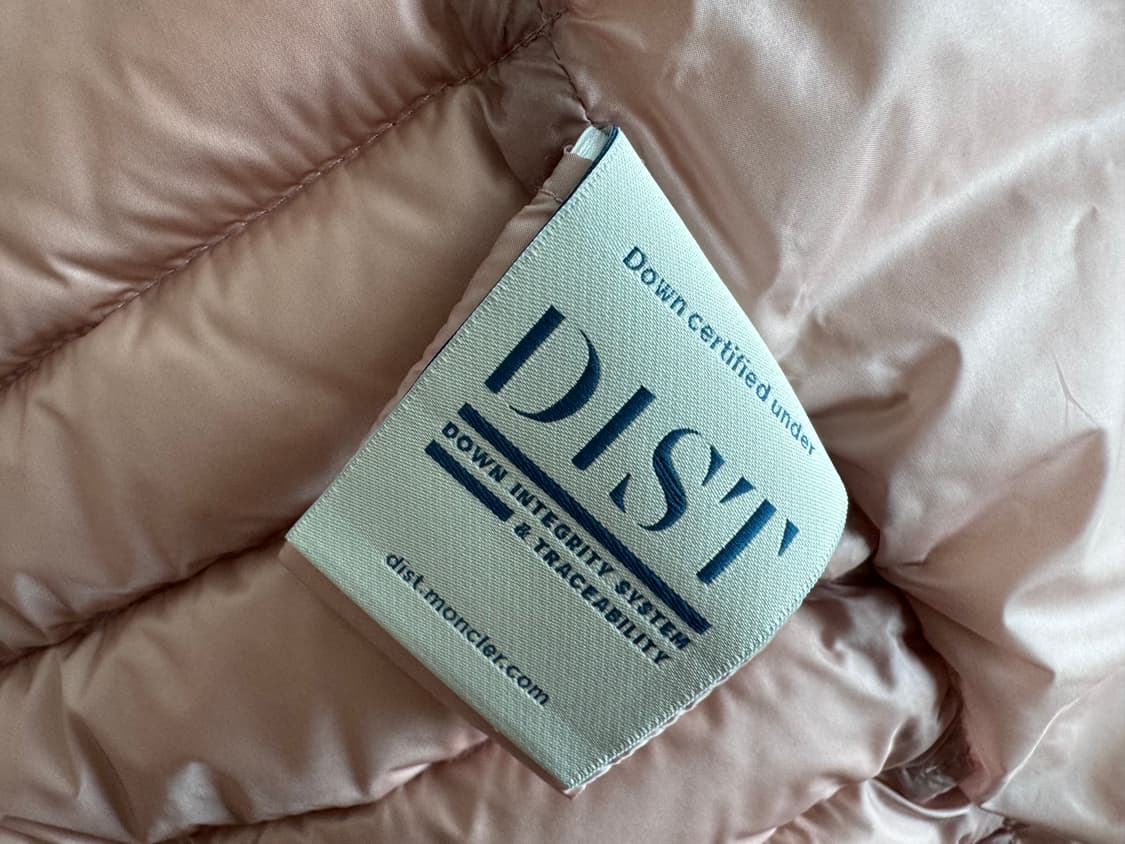 Down certified under
DIST
DOWN INTEGRITY SYSTEM
& TRACEABILITY
dist.moncler.com